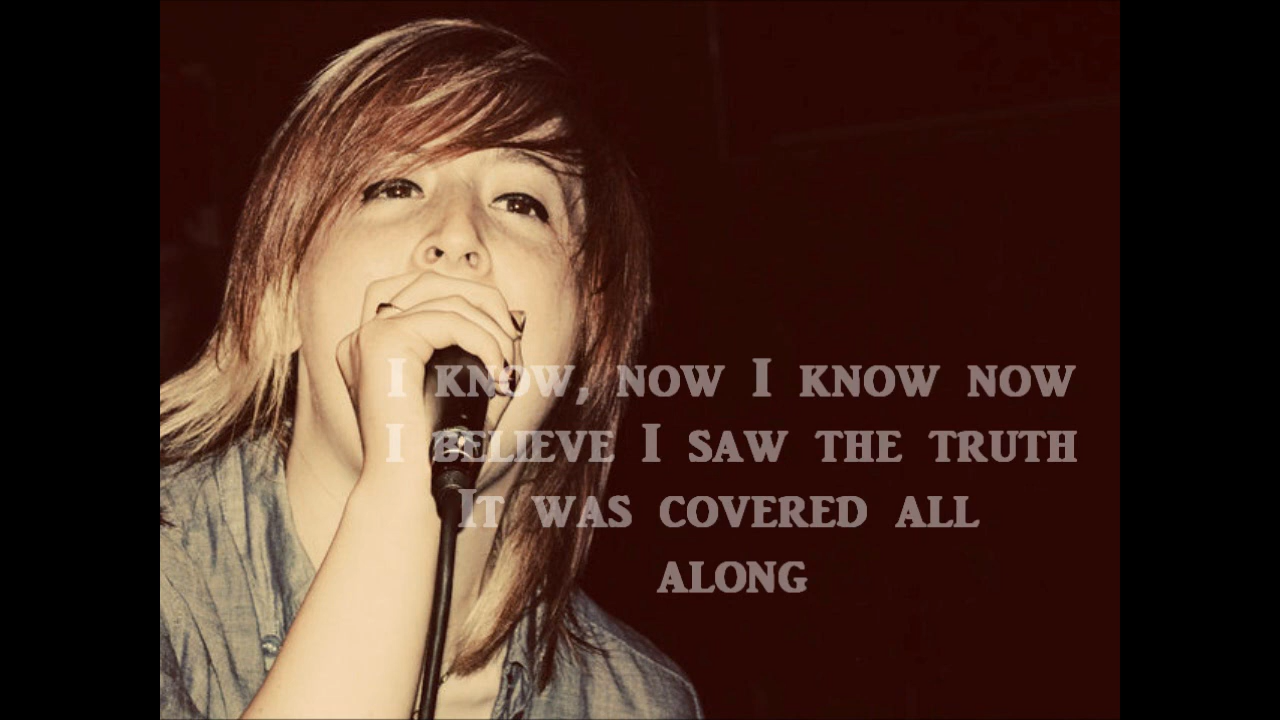 I know, now I know now
I believe I saw the truth
It was covered all
along